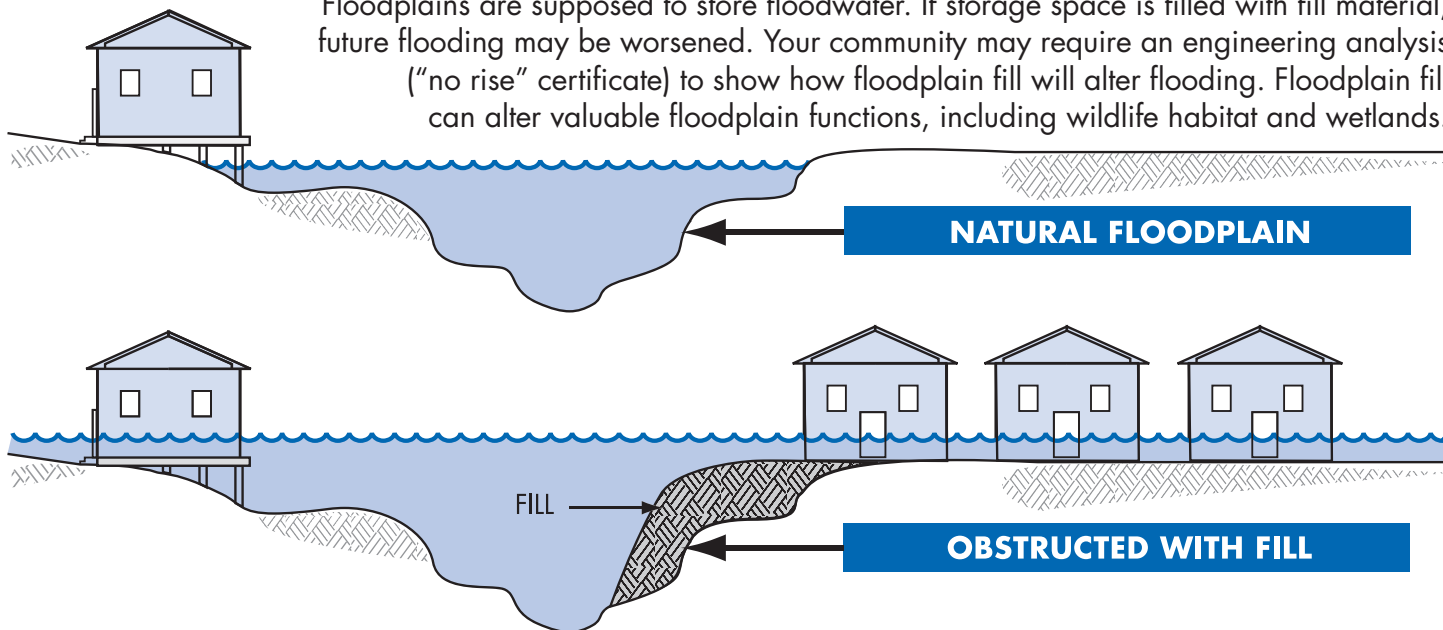 Floodplains are supposed to store floodwater. If storage space is filled with fill material,
future flooding may be worsened. Your community may require an engineering analysis
(“no rise” certificate) to show how floodplain fill will alter flooding. Floodplain fill
can alter valuable floodplain functions, including wildlife habitat and wetlands.
NATURAL FLOODPLAIN
FILL
OBSTRUCTED WITH FILL